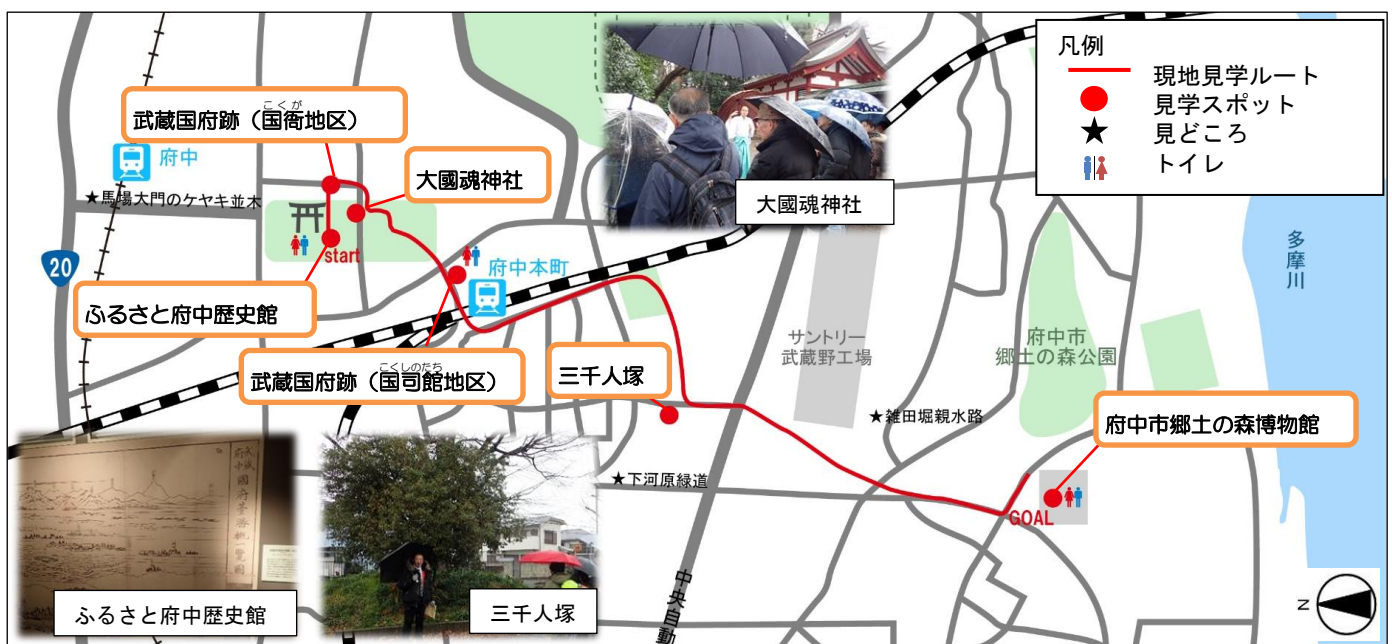 凡例
現地見学ルート
見学スポット
★ 見どころ
トイレ
こくが
武蔵国府跡（国衙地区）
府中
大國魂神社
★馬場大門のケヤキ並木
大國魂神社
start
20
府中本町
ふるさと府中歴史館
こくしのたち
武蔵国府跡（国司館地区）
三千人塚
サントリー
武蔵野工場
府中市
郷土の森公園
多摩川
★雑田堀親水路
府中市郷土の森博物館
★下河原緑道
GOAL
中央自動
ふるさと府中歴史館
三千人塚
N